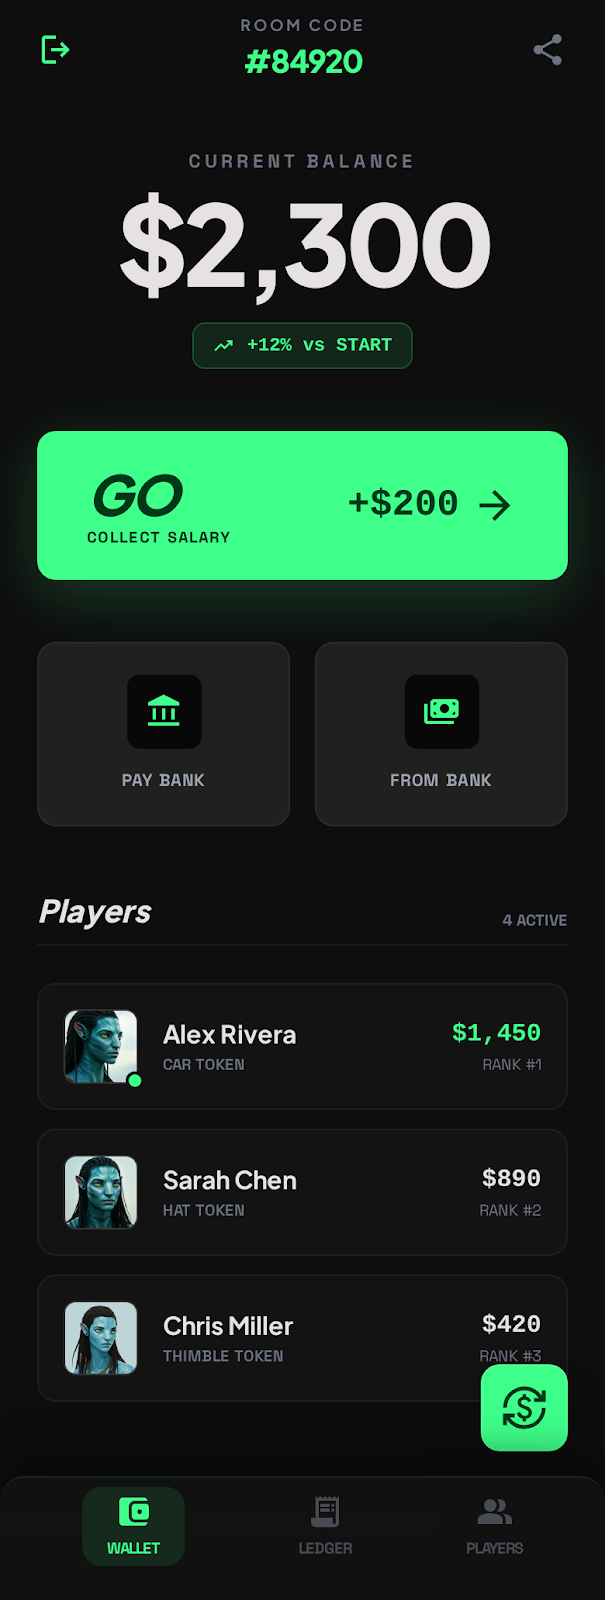 ROOM CODE
#84920
CURRENT BALANCE
$2,300
+12% vs START
GO
COLLECT SALARY
+$200
PAY BANK
FROM BANK
Players
4 ACTIVE
Alex Rivera
$1,450
CAR TOKEN
RANK #1
Sarah Chen
$890
HAT TOKEN
RANK #2
Chris Miller
$420
THIMBLE TOKEN
RANK #3
WALLET
LEDGER
PLAYERS